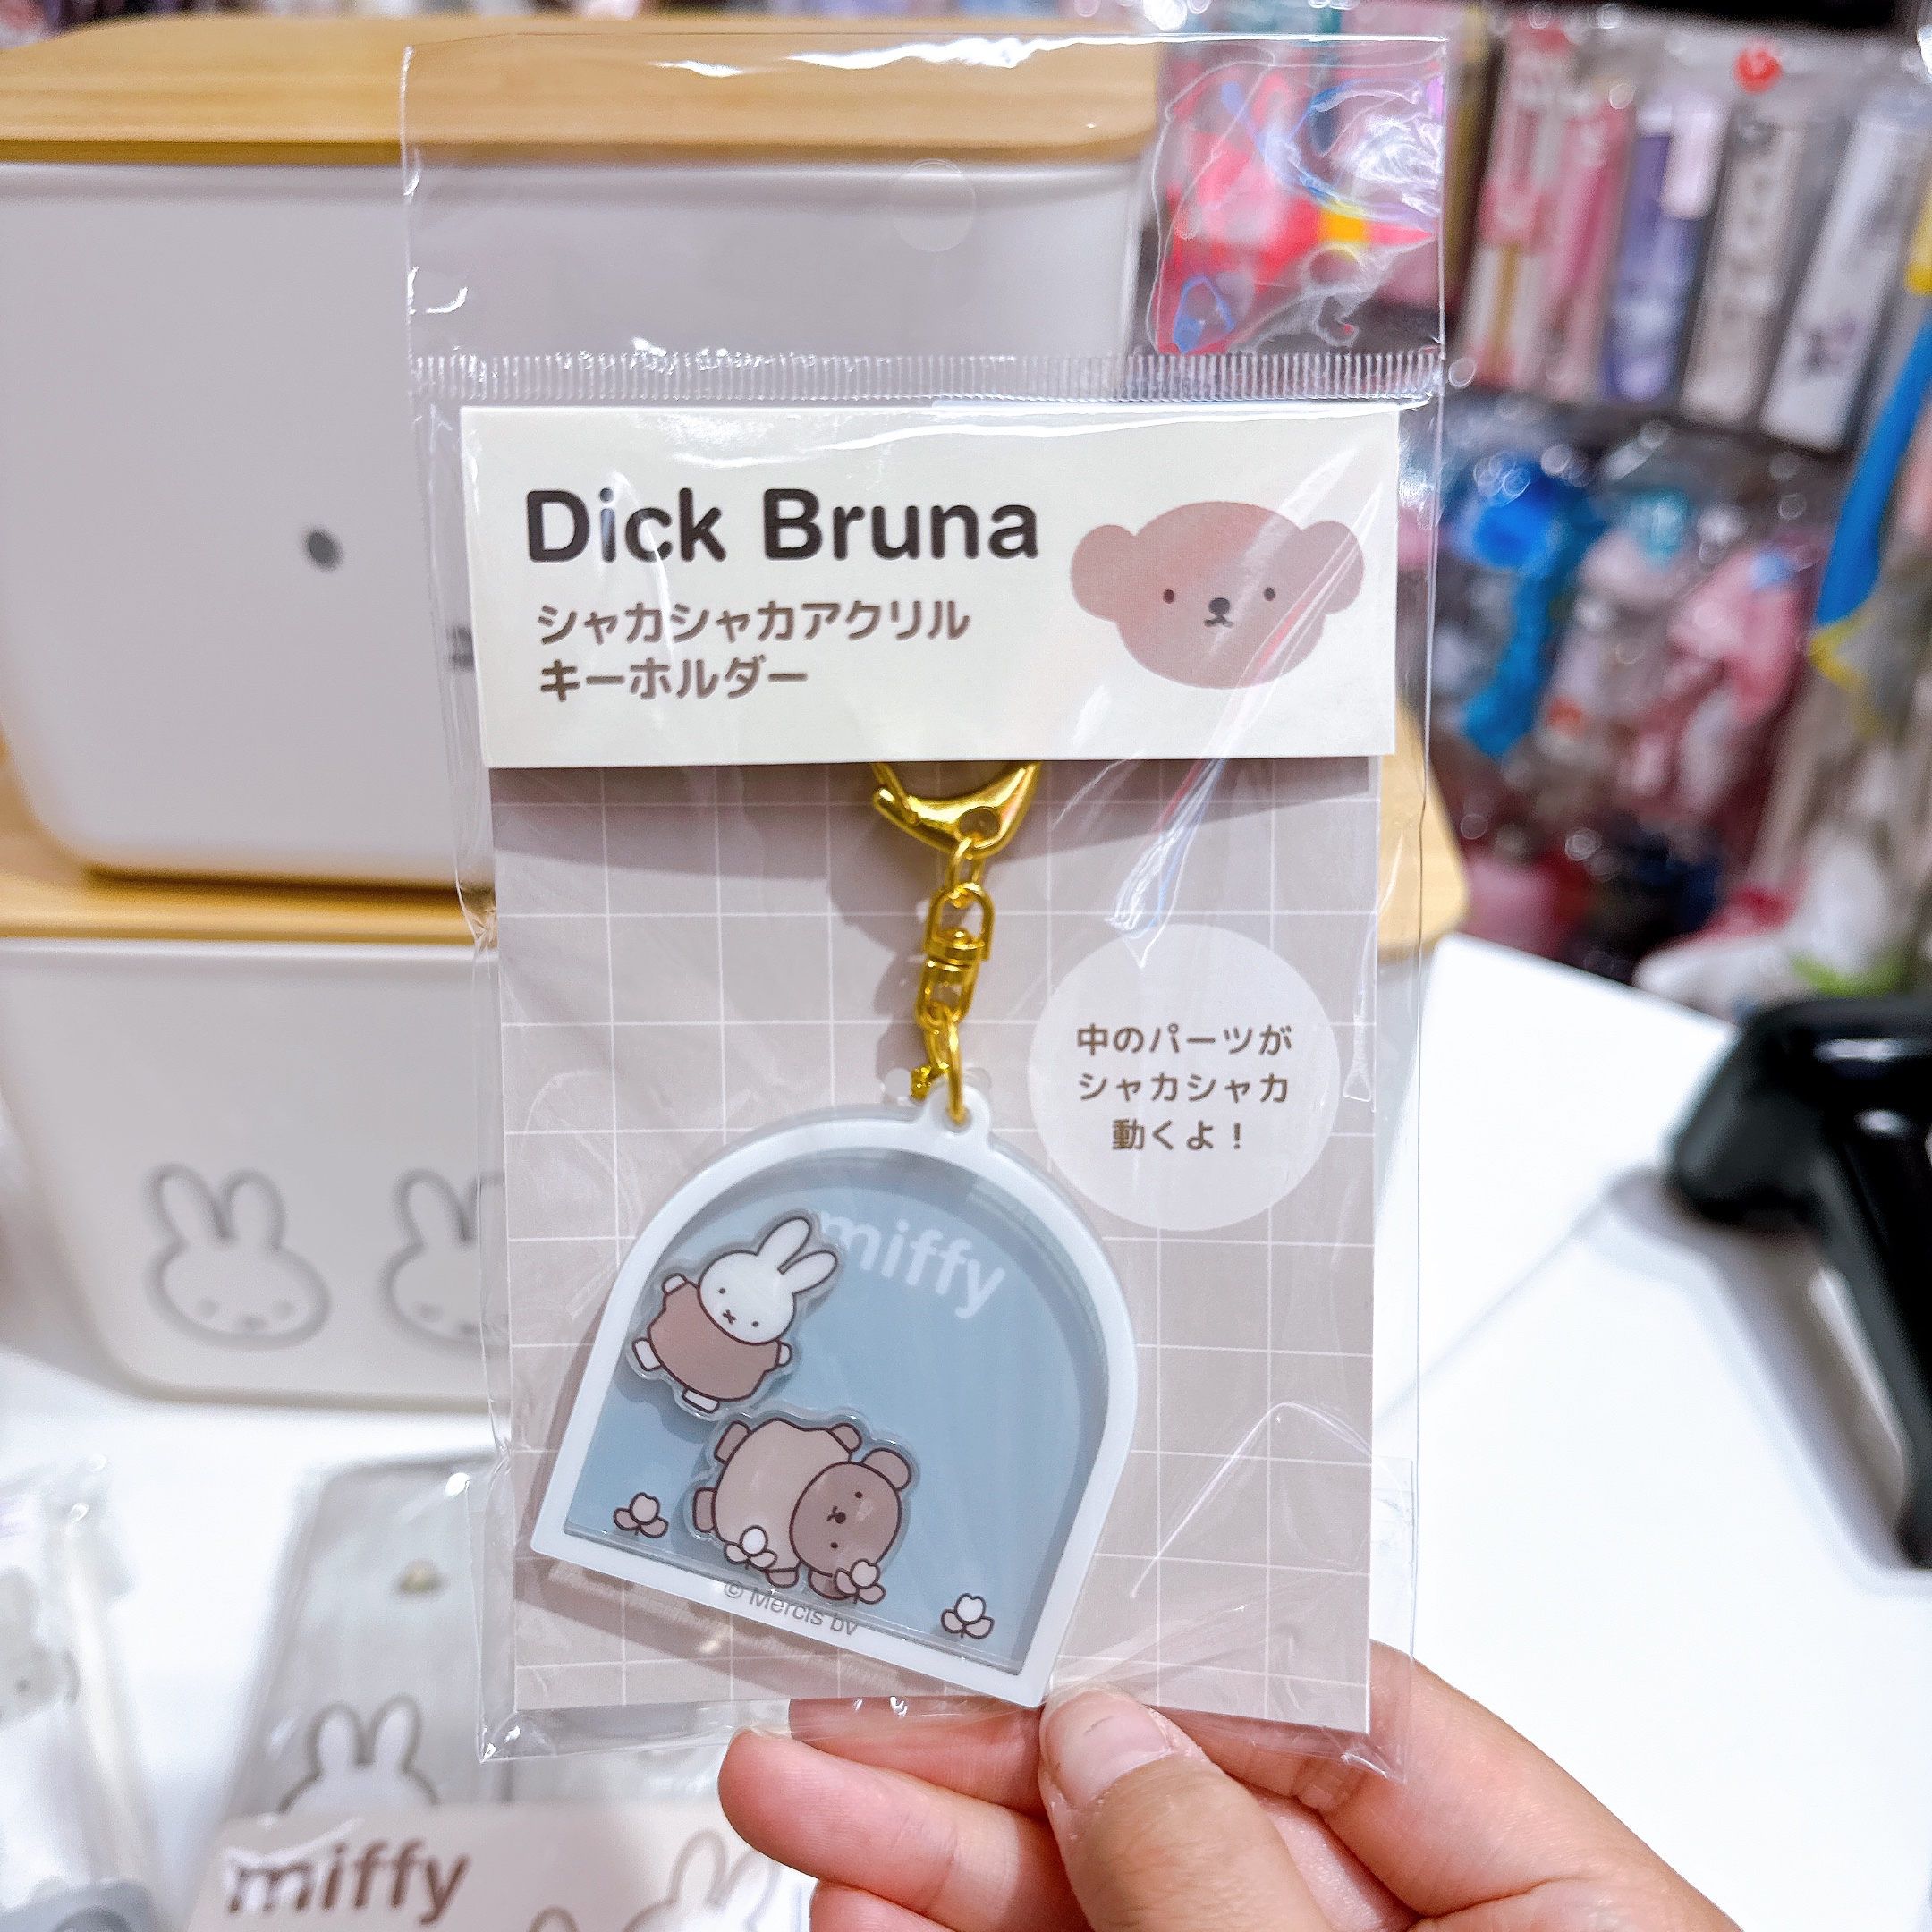 Dick Bruna
シャカシャカアクリル
キーホルダー
中のパーツが
シャカシャカ
動くよ!
miffy
© Mercis bv
miffy